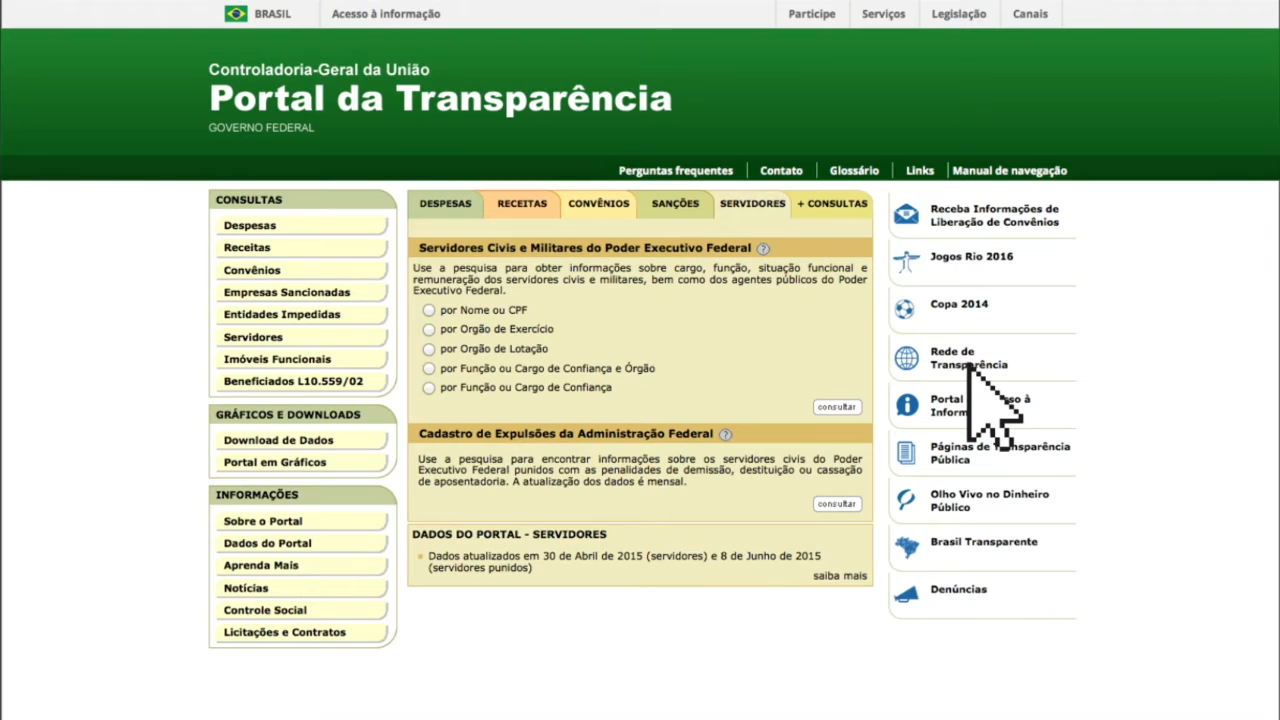 BRASIL
Acesso à informação
Participe
Serviços
Legislação
Canais
Controladoria-Geral da União
Portal da Transparência
GOVERNO FEDERAL
Perguntas frequentes
Contato
Glossário
Links
Manual de navegação
CONSULTAS
Despesas
Receitas
Convênios
Empresas Sancionadas
Entidades Impedidas
Servidores
Imóveis Funcionais
Beneficiados L10.559/02
GRÁFICOS E DOWNLOADS
Download de Dados
Portal em Gráficos
INFORMAÇÕES
Sobre o Portal
Dados do Portal
Aprenda Mais
Notícias
Controle Social
Licitações e Contratos
DESPESAS
RECEITAS
CONVÊNIOS
SANÇÕES
SERVIDORES
+ CONSULTAS
Servidores Civis e Militares do Poder Executivo Federal ?
Use a pesquisa para obter informações sobre cargo, função, situação funcional e
remuneração dos servidores civis e militares, bem como dos agentes públicos do Poder
Executivo Federal.
por Nome ou CPF
por Orgão de Exercício
por Orgão de Lotação
por Função ou Cargo de Confiança e Órgão
por Função ou Cargo de Confiança
consultar
Cadastro de Expulsões da Administração Federal ?
Use a pesquisa para encontrar informações sobre os servidores civis do Poder
Executivo Federal punidos com as penalidades de demissão, destituição ou cassação
de aposentadoria. A atualização dos dados é mensal.
consultar
DADOS DO PORTAL - SERVIDORES
Dados atualizados em 30 de Abril de 2015 (servidores) e 8 de Junho de 2015
(servidores punidos)
saiba mais
Receba Informações de
Liberação de Convênios
Jogos Rio 2016
Copa 2014
Rede de
Transparência
Portal à
Páginas de
Pública
Olho Vivo no Dinheiro
Público
Brasil Transparente
Denúncias